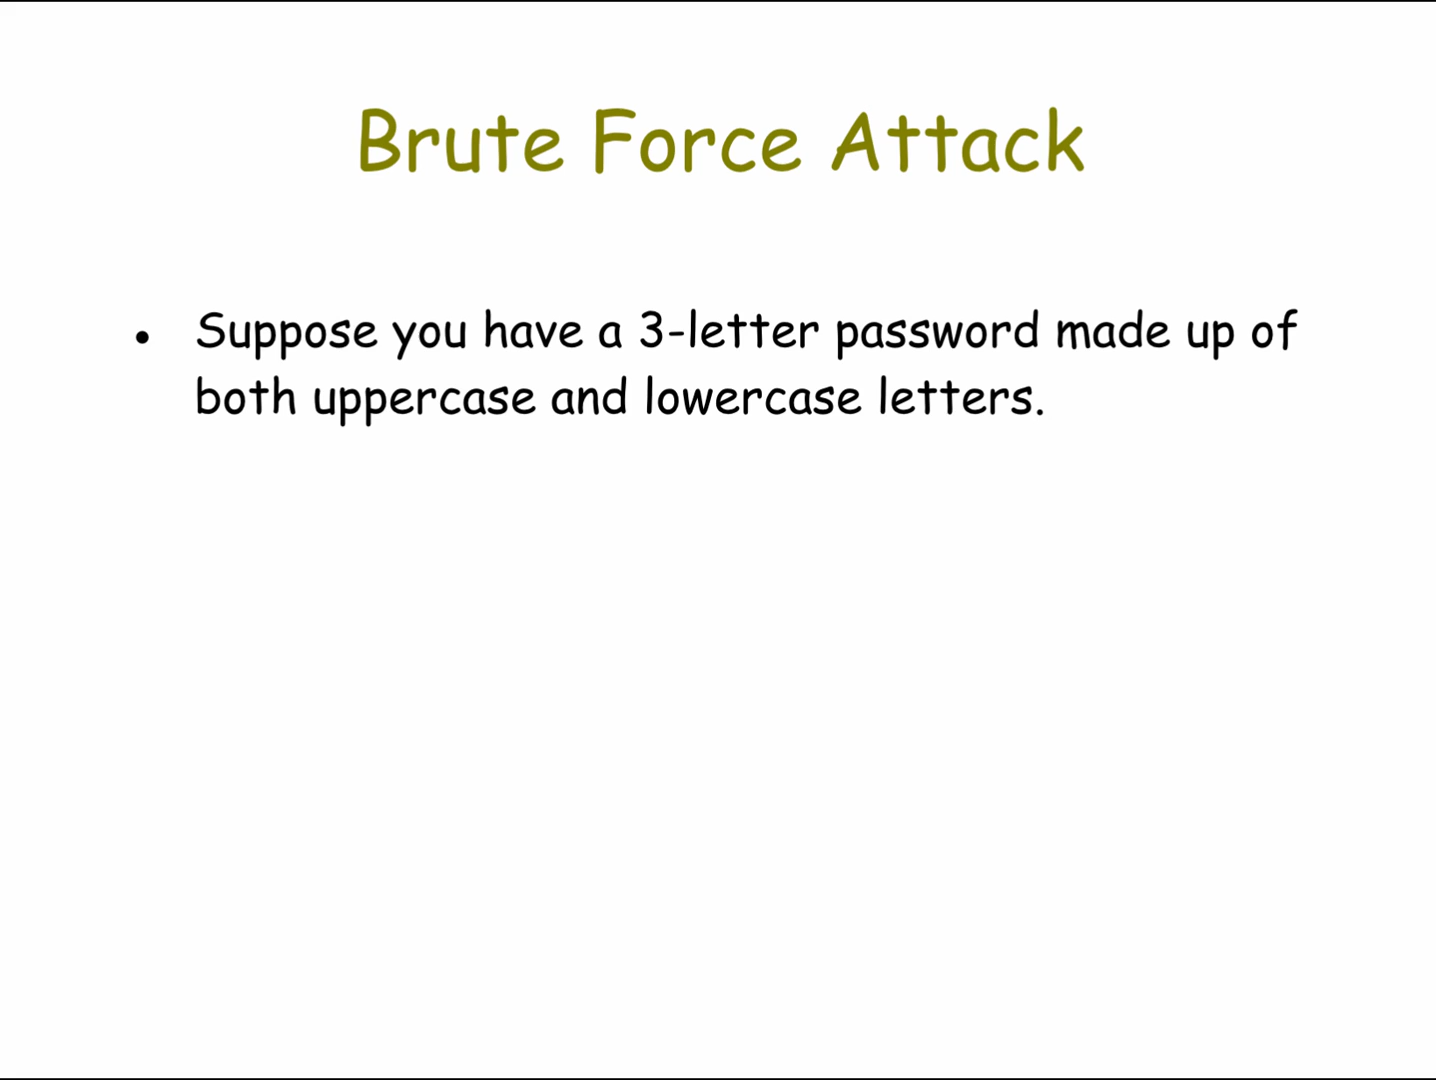 Brute Force Attack
• Suppose you have a 3-letter password made up of
both uppercase and lowercase letters.